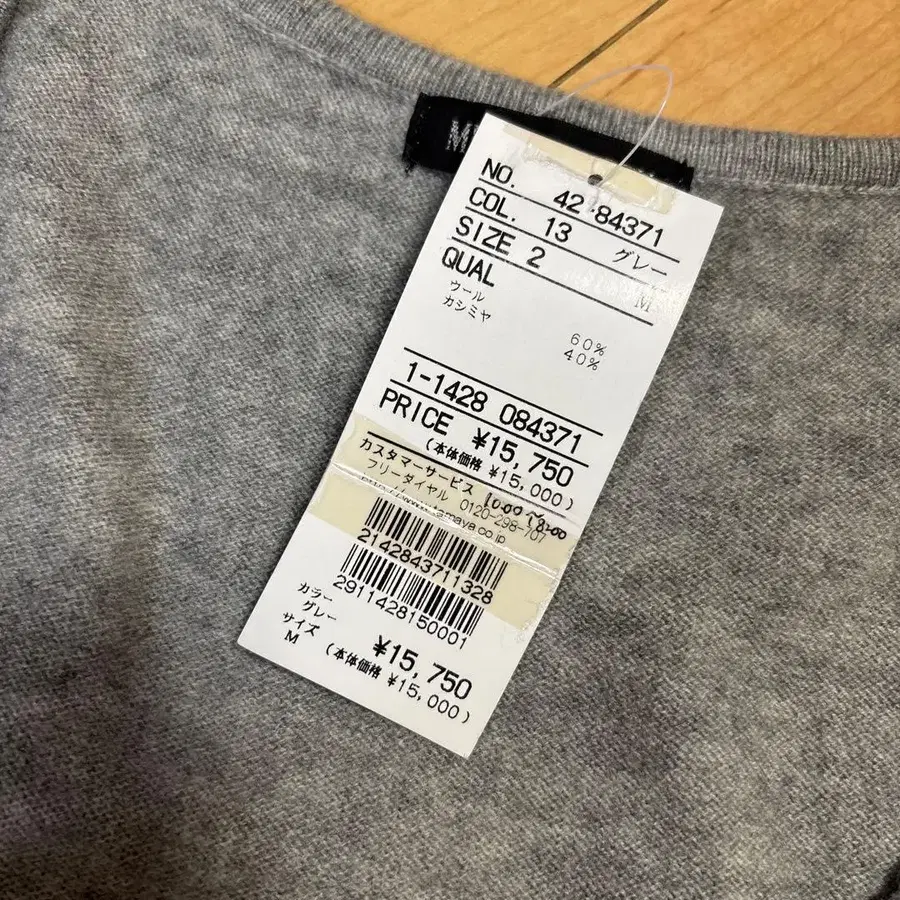 NO. 42-84371
COL. 13 グレー
SIZE 2 M
QUAL
ウール 60%
カシミヤ 40%
1-1428 084371
PRICE ¥15,750
(本体価格 ¥15,000)
カスタマーサービス
フリーダイヤル 0120-298-707
2142843711328
2911428150001
カラー
グレー
サイズ
M
¥15,750
(本体価格 ¥15,000)